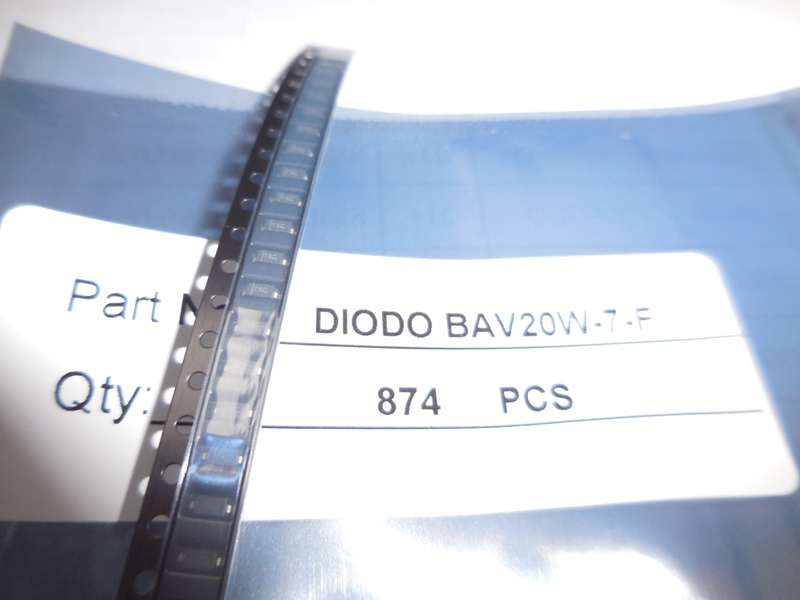 Part N
DIODO BAV20W-7-F
Qty:
874 PCS